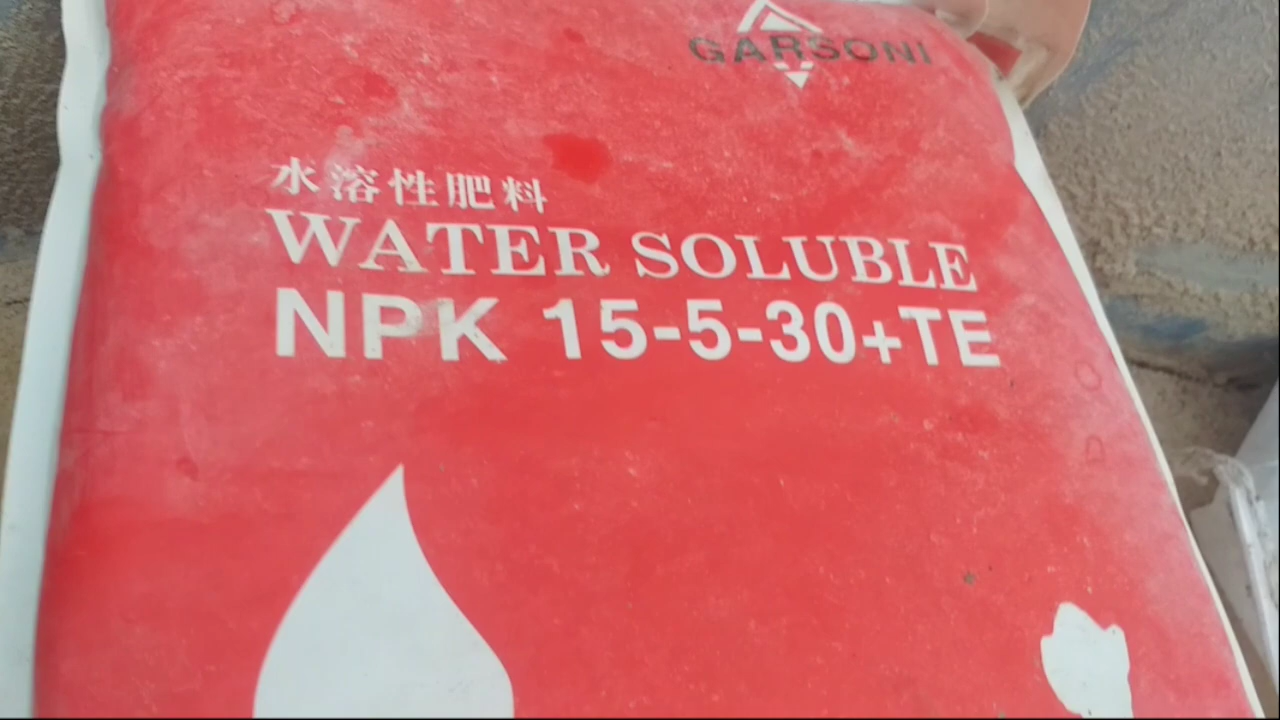 GARSONI
水溶性肥料
WATER SOLUBLE
NPK 15-5-30+TE